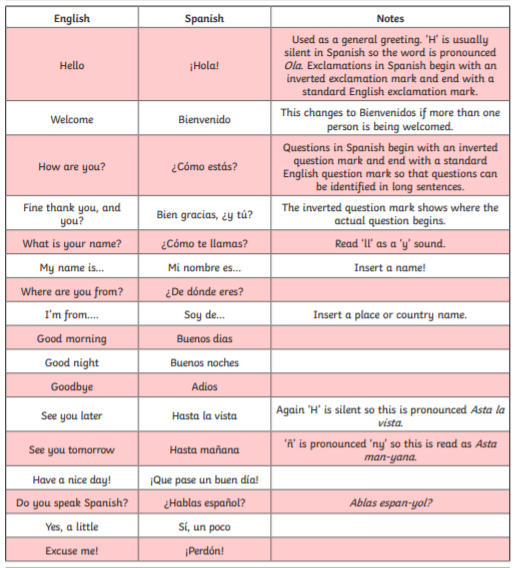 English Spanish Notes
Hello ¡Hola! Used as a general greeting. 'H' is usually
silent in Spanish so the word is pronounced
Ola. Exclamations in Spanish begin with an
inverted exclamation mark and end with a
standard English exclamation mark.
Welcome Bienvenido This changes to Bienvenidos if more than one
person is being welcomed.
How are you? ¿Cómo estás? Questions in Spanish begin with an inverted
question mark and end with a standard
English question mark so that questions can
be identified in long sentences.
Fine thank you, and
you? Bien gracias, ¿y tú? The inverted question mark shows where the
actual question begins.
What is your name? ¿Cómo te llamas? Read 'll' as a 'y' sound.
My name is... Mi nombre es... Insert a name!
Where are you from? ¿De dónde eres?
I'm from.... Soy de... Insert a place or country name.
Good morning Buenos dias
Good night Buenos noches
Goodbye Adios
See you later Hasta la vista Again 'H' is silent so this is pronounced Asta la
vista.
See you tomorrow Hasta mañana 'ñ' is pronounced 'ny' so this is read as Asta
man-yana.
Have a nice day! ¡Que pase un buen día!
Do you speak Spanish? ¿Hablas español? Ablas espan-yol?
Yes, a little Sí, un poco
Excuse me! ¡Perdón!